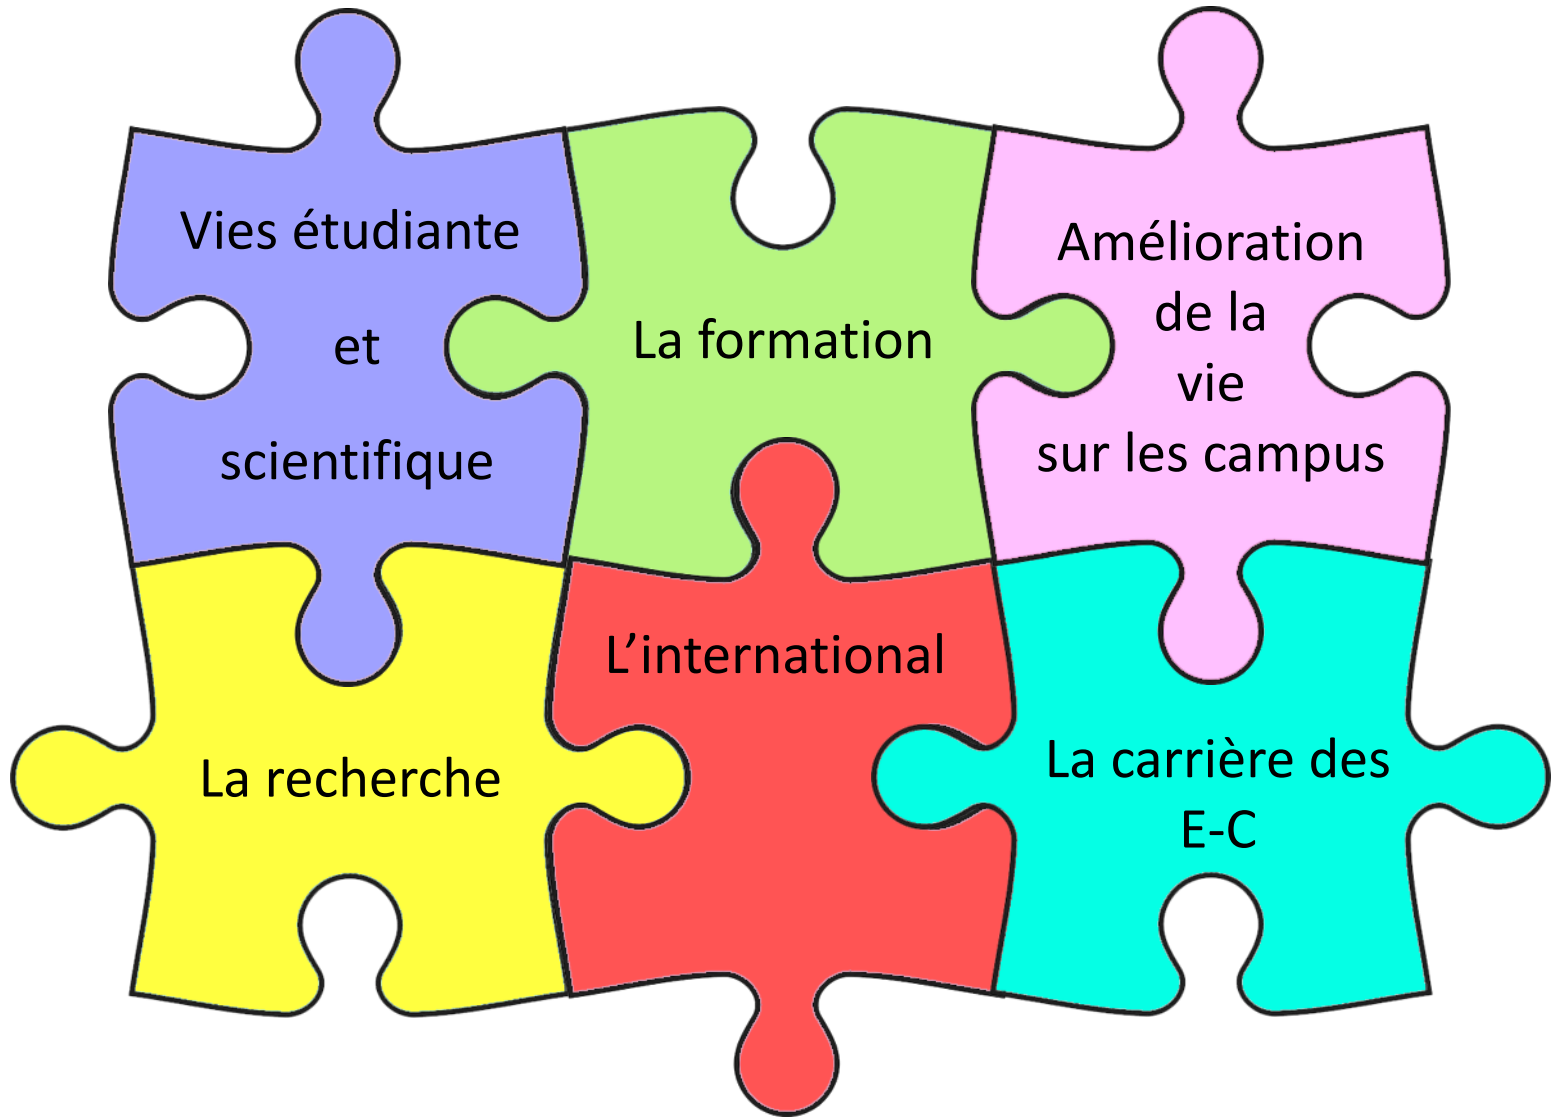 Vies étudiante
et
scientifique
La formation
Amélioration
de la
vie
sur les campus
La recherche
L’international
La carrière des
E-C